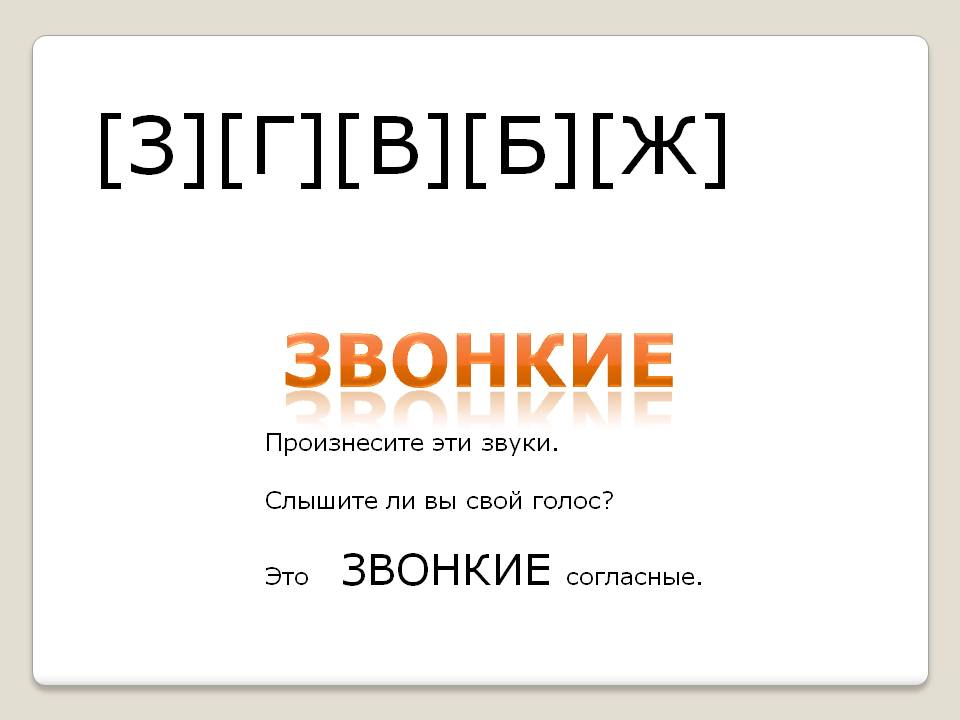 [З][Г][В][Б][Ж]
ЗВОНКИЕ
Произнесите эти звуки.
Слышите ли вы свой голос?
Это ЗВОНКИЕ согласные.